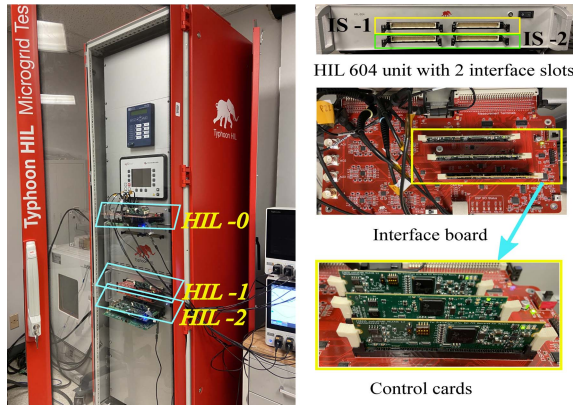 Typhoon HIL Microgrid Test
Typhoon HIL
HIL -0
HIL -1
HIL -2
IS -1
IS -2
HIL 604 unit with 2 interface slots
Interface board
Control cards